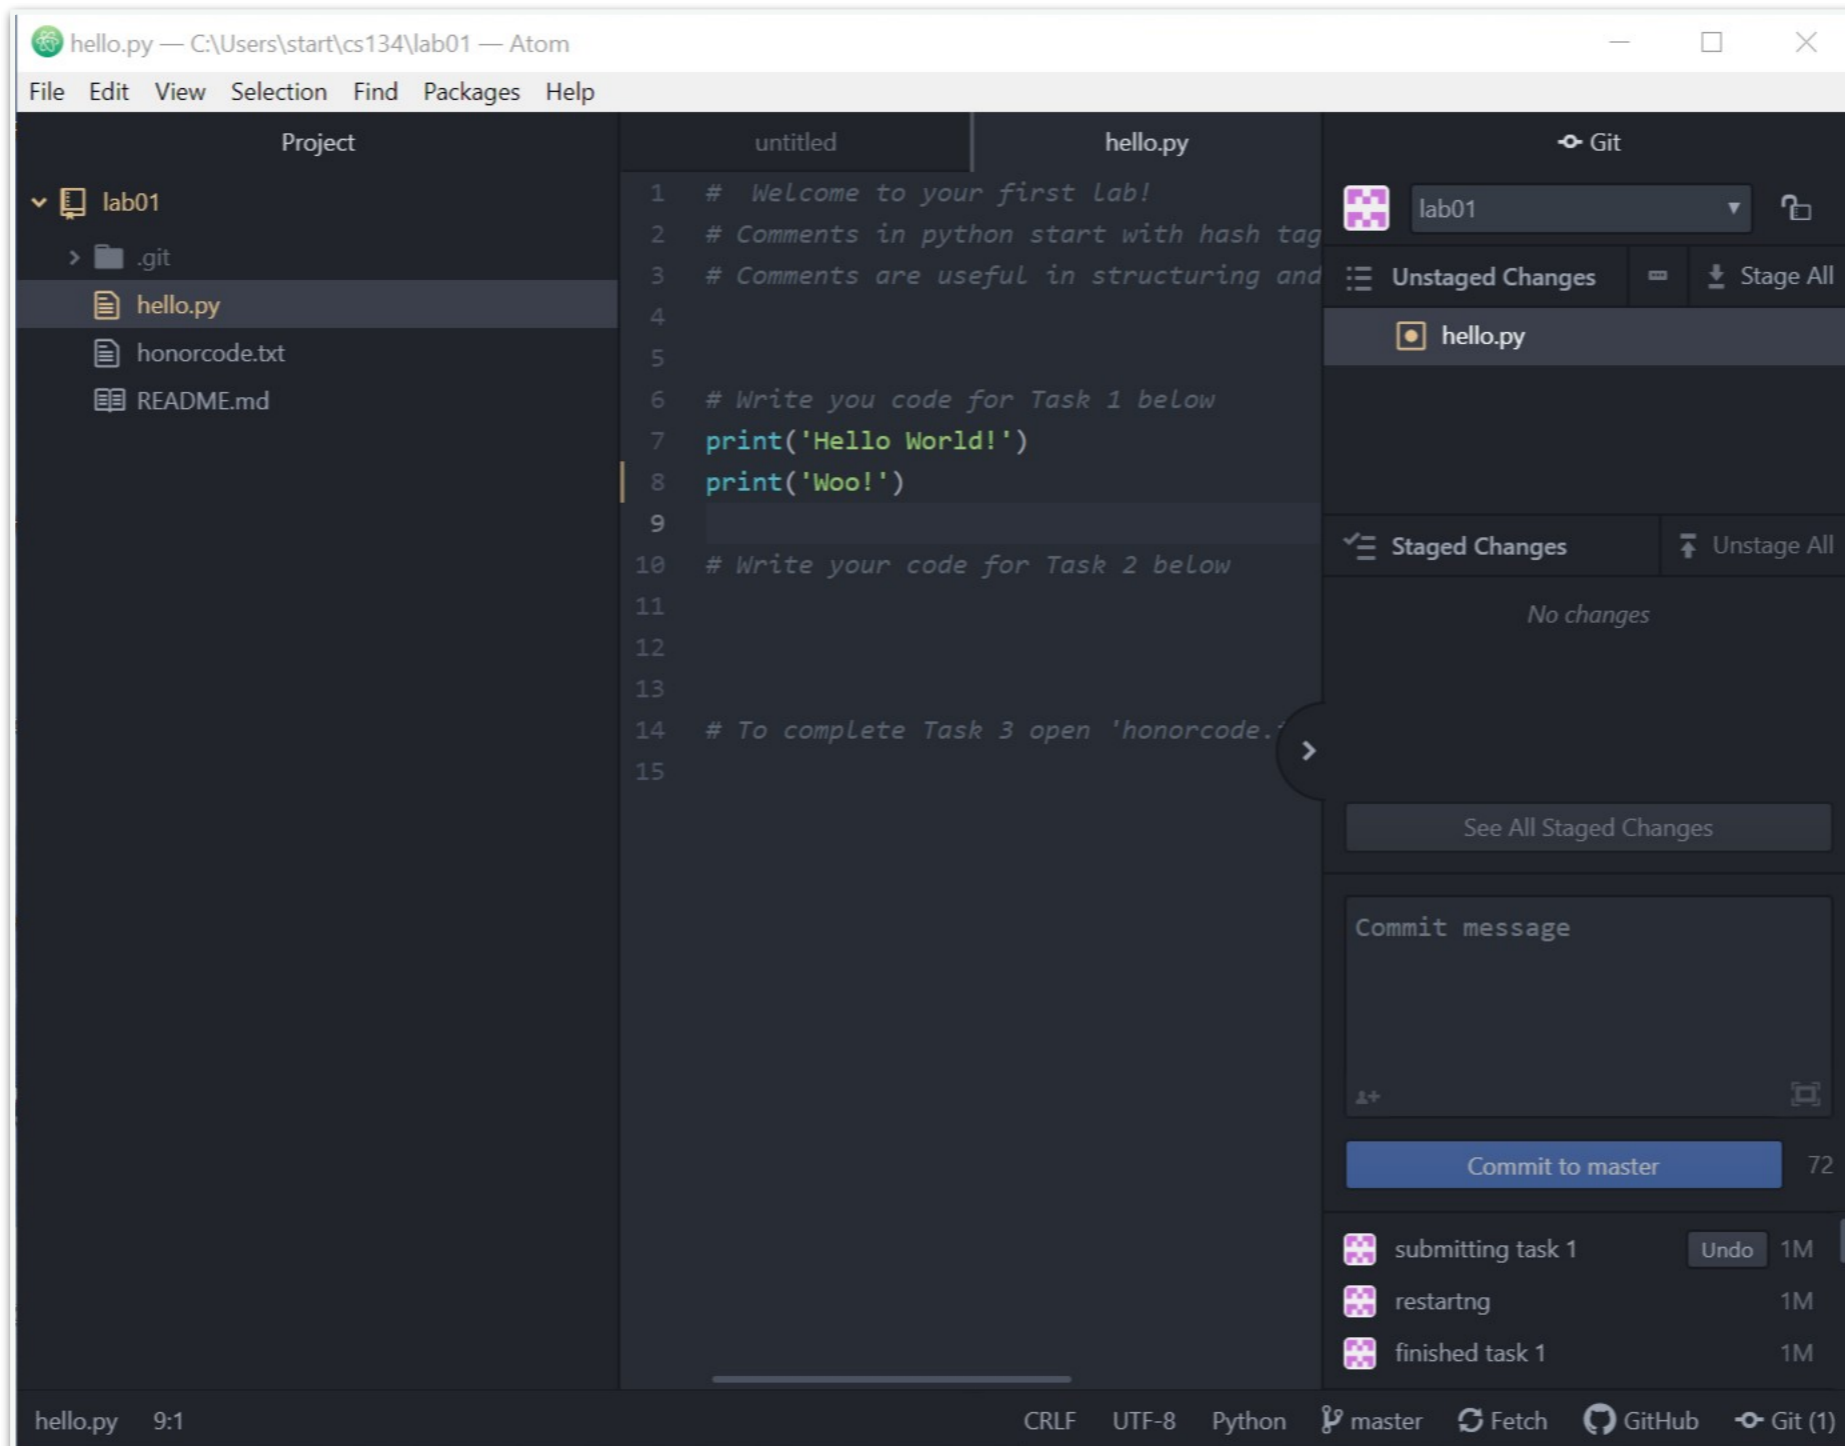 hello.py — C:\Users\start\cs134\lab01 — Atom
File Edit View Selection Find Packages Help
Project
lab01
.git
hello.py
honorcode.txt
README.md
untitled
hello.py
1 #  Welcome to your first lab!
2 # Comments in python start with hash tag
3 # Comments are useful in structuring and
4
5
6 # Write you code for Task 1 below
7 print('Hello World!')
8 print('Woo!')
9
10 # Write your code for Task 2 below
11
12
13
14 # To complete Task 3 open 'honorcode.
15
Git
lab01
Unstaged Changes
Stage All
hello.py
Staged Changes
Unstage All
No changes
See All Staged Changes
Commit message
Commit to master 72
submitting task 1 Undo 1M
restartng 1M
finished task 1 1M
hello.py 9:1 CRLF UTF-8 Python master Fetch GitHub Git (1)